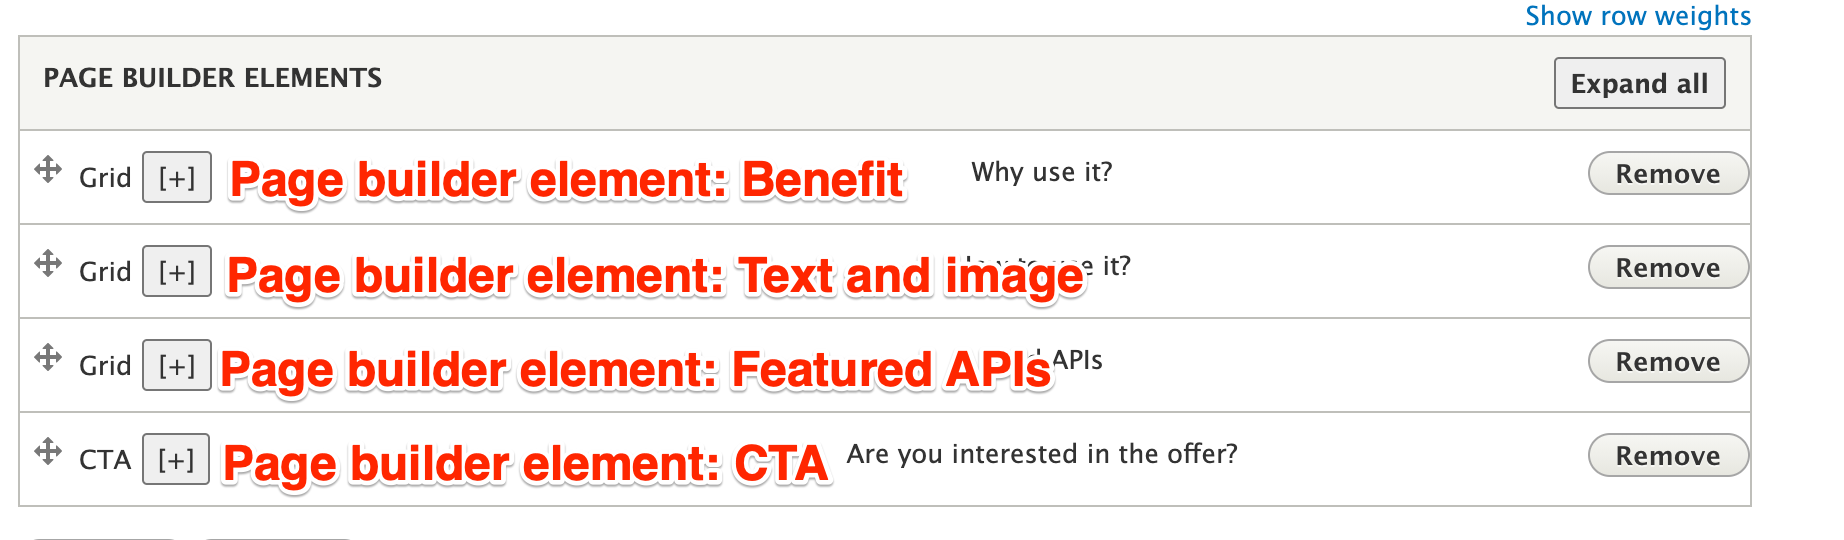 Show row weights
PAGE BUILDER ELEMENTS Expand all
Grid [+] Page builder element: Benefit Why use it? Remove
Grid [+] Page builder element: Text and image it? Remove
Grid [+] Page builder element: Featured APIs APIs Remove
CTA [+] Page builder element: CTA Are you interested in the offer? Remove